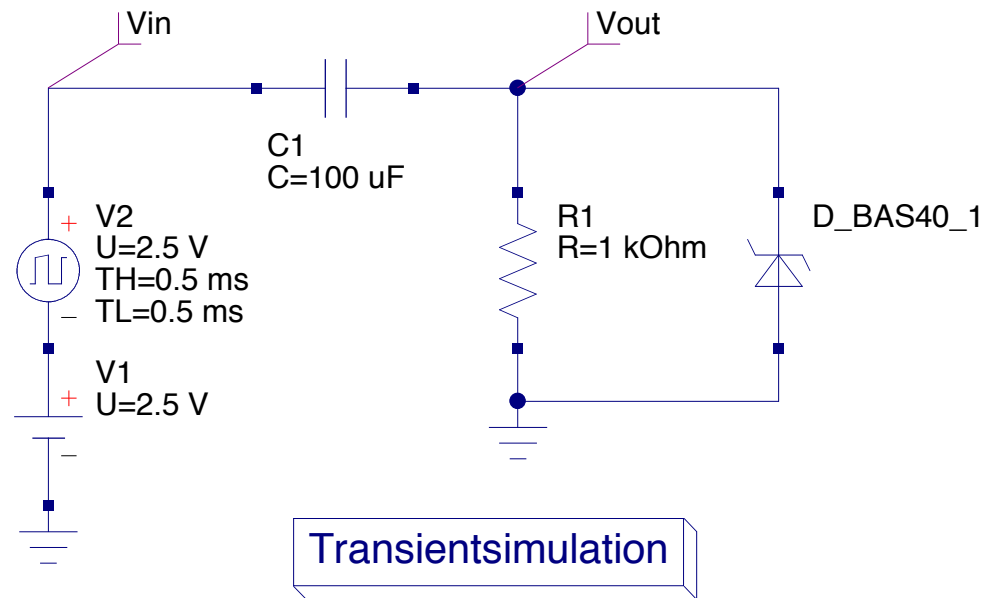 Vin
Vout
C1
C=100 uF
+
V2
U=2.5 V
TH=0.5 ms
TL=0.5 ms
−
R1
R=1 kOhm
D_BAS40_1
V1
+
U=2.5 V
−
Transientsimulation